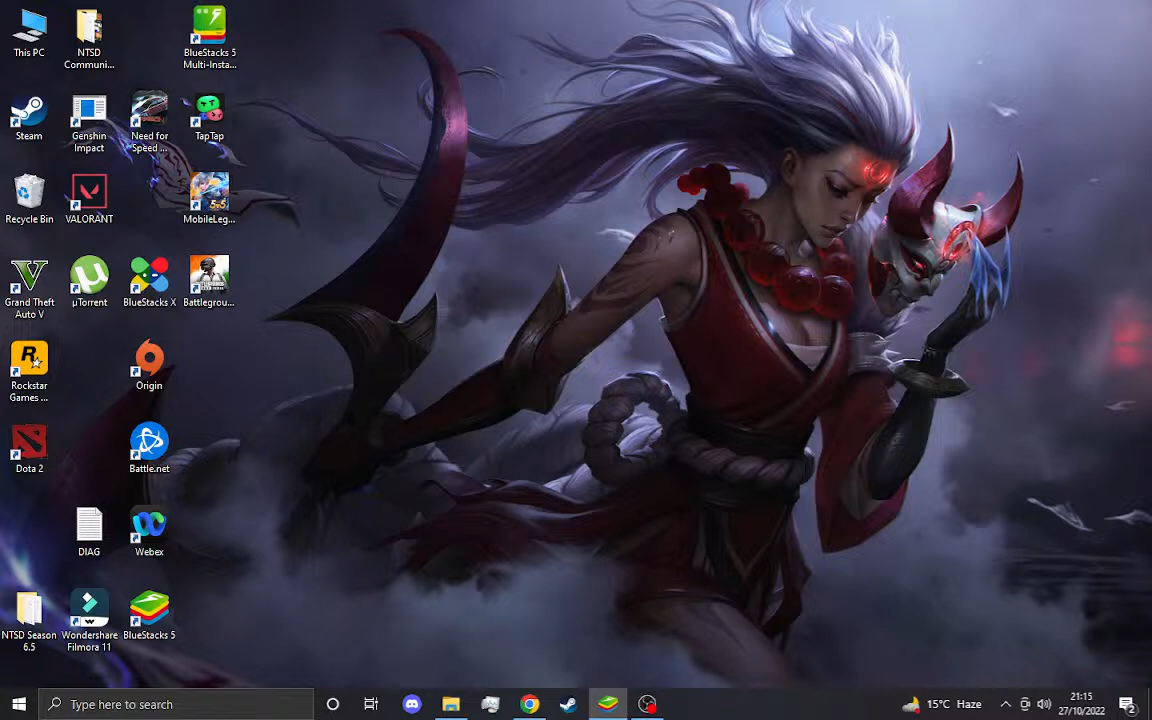 This PC
NTSD
Communi...
BlueStacks 5
Multi-Insta...
Steam
Genshin
Impact
Need for
Speed ...
TapTap
Recycle Bin
VALORANT
MobileLeg...
Grand Theft
Auto V
µTorrent
BlueStacks X
Battlegrou...
Rockstar
Games ...
Origin
Dota 2
Battle.net
DIAG
Webex
NTSD Season
6.5
Wondershare
Filmora 11
BlueStacks 5
Type here to search
15°C Haze
21:15
27/10/2022
2